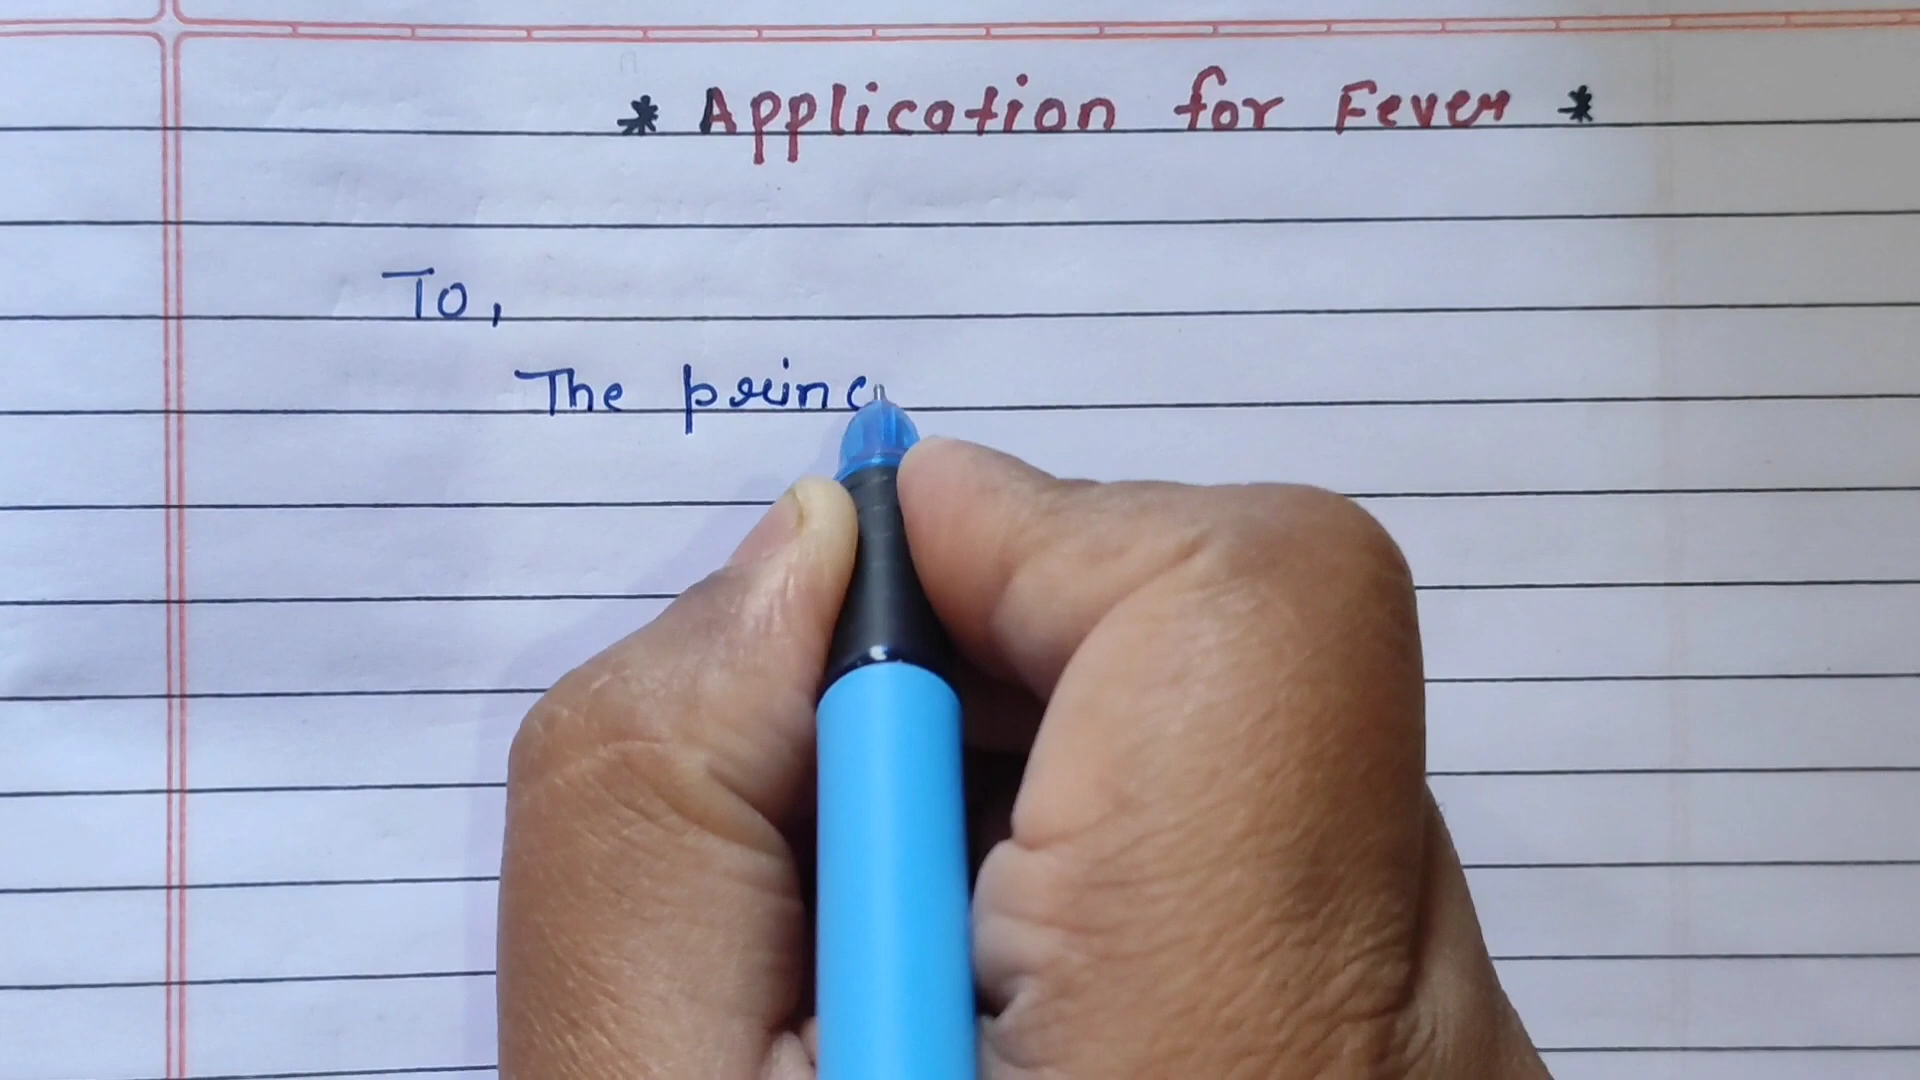 * Application for Fever *
To,
The princ